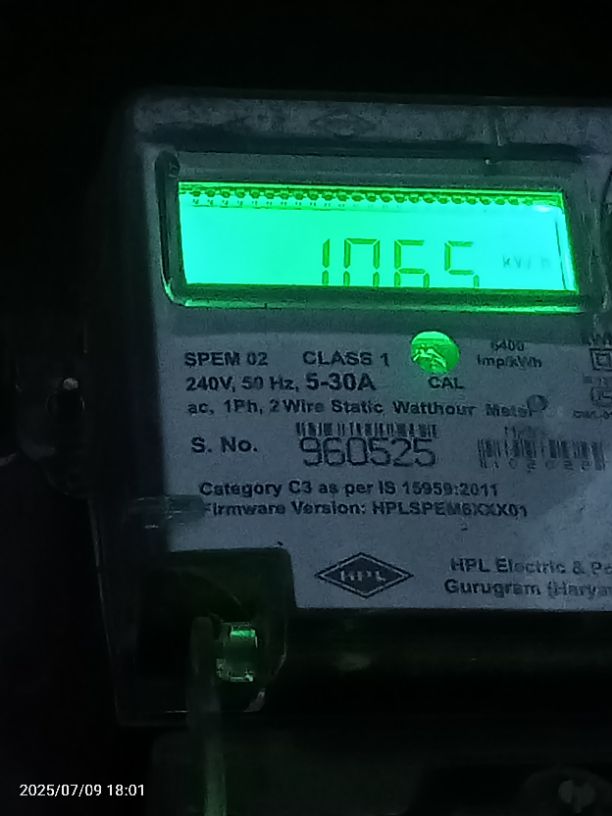 1065
kWh
SPEM 02 CLASS 1
6400
Imp/kWh
240V, 50 Hz, 5-30A
CAL
ac, 1Ph, 2 Wire Static Watthour Meter
S. No. 960525
Category C3 as per IS 15959:2011
Firmware Version: HPLSPEM6XXX01
HPL
HPL Electric & Po
Gurugram (Harya
2025/07/09 18:01